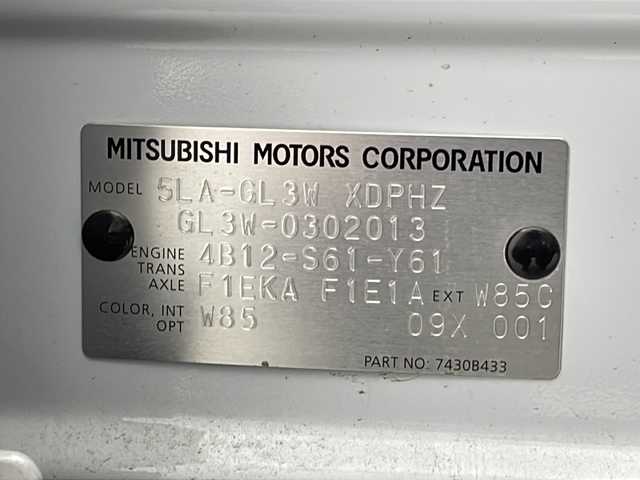 MITSUBISHI MOTORS CORPORATION
MODEL 5LA-GL3W XDPHZ
GL3W-0302013
ENGINE 4B12-S61-Y61
TRANS AXLE F1EKA F1E1A EXT W85C
COLOR, INT OPT W85 09X 001
PART NO: 7430B433